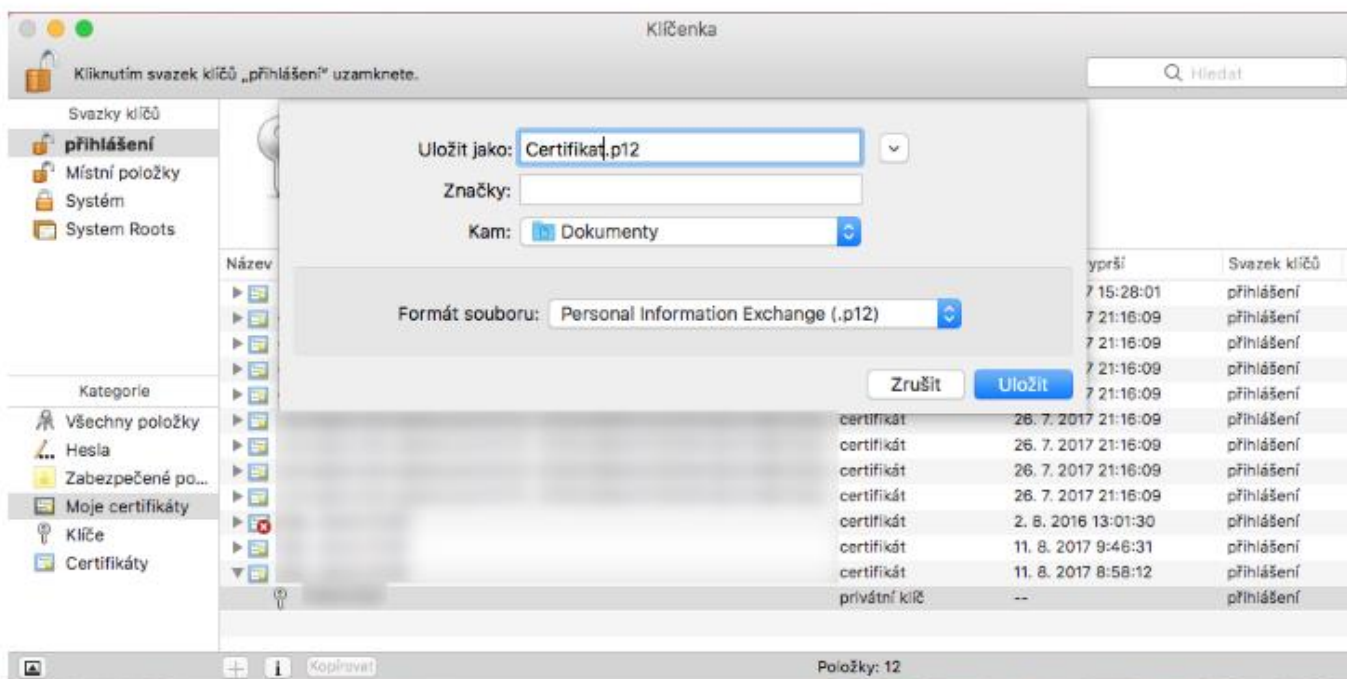 Klíčenka
Kliknutím svazek klíčů „přihlášení“ uzamknete.
Hledat
Svazky klíčů
přihlášení
Místní položky
Systém
System Roots
Uložit jako: Certifikat.p12
Značky:
Kam: Dokumenty
Formát souboru: Personal Information Exchange (.p12)
Zrušit Uložit
Název yprší Svazek klíčů
7 15:28:01 přihlášení
7 21:16:09 přihlášení
7 21:16:09 přihlášení
7 21:16:09 přihlášení
7 21:16:09 přihlášení
certifikát 26. 7. 2017 21:16:09 přihlášení
certifikát 26. 7. 2017 21:16:09 přihlášení
certifikát 26. 7. 2017 21:16:09 přihlášení
certifikát 26. 7. 2017 21:16:09 přihlášení
certifikát 2. 8. 2016 13:01:30 přihlášení
certifikát 11. 8. 2017 9:46:31 přihlášení
certifikát 11. 8. 2017 8:58:12 přihlášení
privátní klíč -- přihlášení
Kategorie
Všechny položky
Hesla
Zabezpečené po...
Moje certifikáty
Klíče
Certifikáty
Kopírovat
Položky: 12